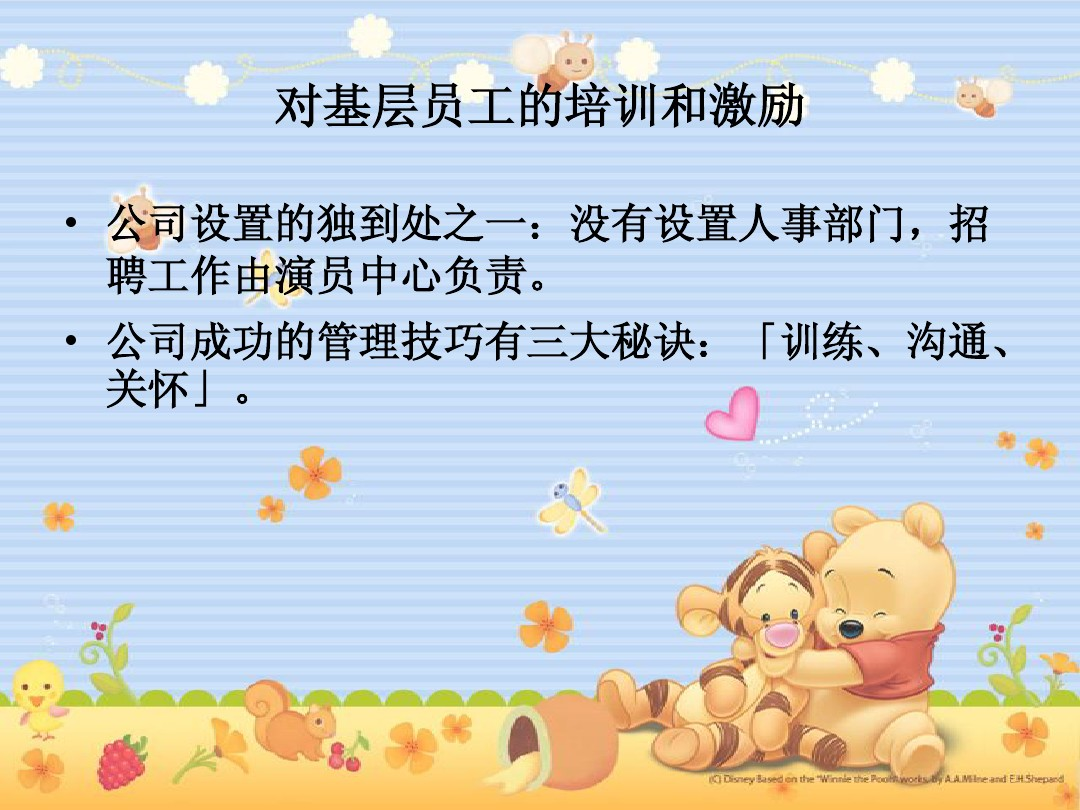 对基层员工的培训和激励
• 公司设置的独到处之一：没有设置人事部门，招
聘工作由演员中心负责。
• 公司成功的管理技巧有三大秘诀：「训练、沟通、
关怀」。
(C) Disney Based on the "Winnie the Pooh" works by A.A.Milne and E.H.Shepard